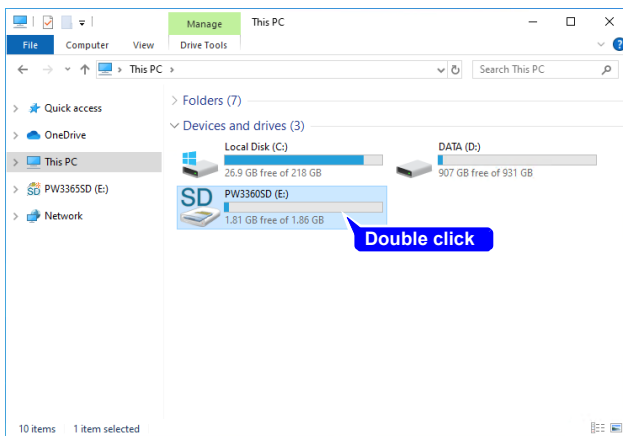 Manage
This PC
File
Computer
View
Drive Tools
This PC
Search This PC
Quick access
OneDrive
This PC
SD PW3365SD (E:)
Network
Folders (7)
Devices and drives (3)
Local Disk (C:)
26.9 GB free of 218 GB
DATA (D:)
907 GB free of 931 GB
SD
PW3360SD (E:)
1.81 GB free of 1.86 GB
Double click
10 items
1 item selected